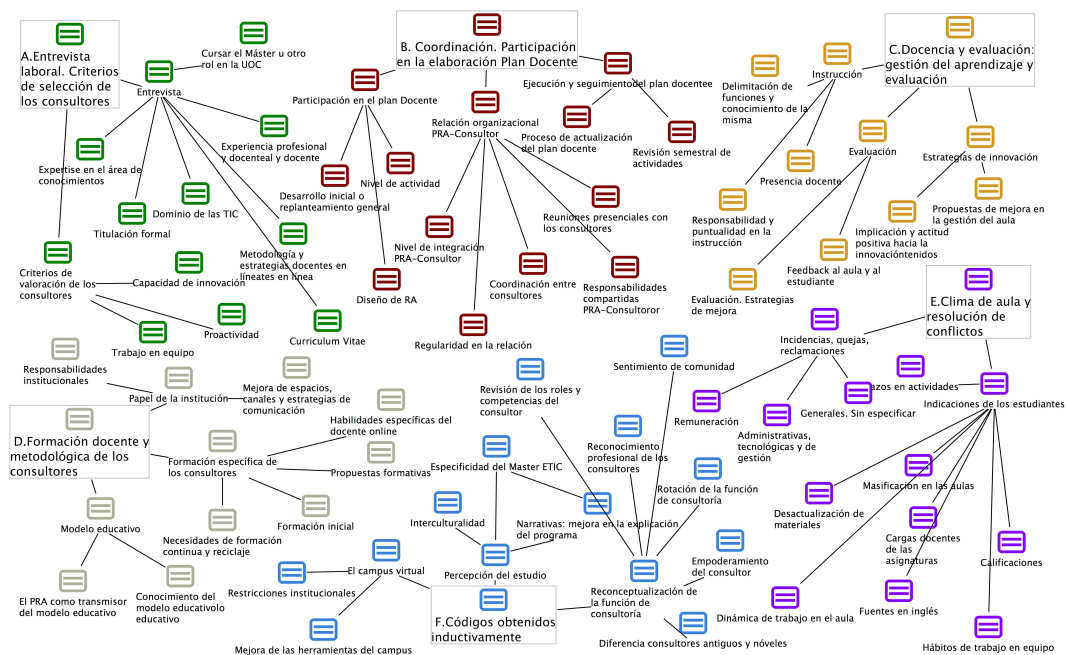 A.Entrevista
laboral. Criterios
de selección de
los consultores
Cursar el Máster u otro
rol en la UOC
Entrevista
Experiencia profesional
y docenteal y docente
Expertise en el área de
conocimientos
Dominio de las TIC
Titulación formal
Metodología y
estrategias docentes en
líneates en línea
Criterios de
valoración de los
consultores
Capacidad de innovación
Proactividad
Trabajo en equipo
Curriculum Vitae
B. Coordinación. Participación
en la elaboración Plan Docente
Participación en el plan Docente
Relación organizacional
PRA-Consultor
Ejecución y seguimientodel plan docentee
Proceso de actualización
del plan docente
Revisión semestral de
actividades
Desarrollo inicial o
replanteamiento general
Nivel de actividad
Reuniones presenciales con
los consultores
Nivel de integración
PRA-Consultor
Diseño de RA
Coordinación entre
consultores
Responsabilidades
compartidas
PRA-Consultoror
Regularidad en la relación
C.Docencia y evaluación:
gestión del aprendizaje y
evaluación
Instrucción
Delimitación de
funciones y
conocimiento de la
misma
Evaluación
Estrategias de innovación
Presencia docente
Responsabilidad y
puntualidad en la
instrucción
Propuestas de mejora en
la gestión del aula
Implicación y actitud
positiva hacia la
innovacióntenidos
Feedback al aula y al
estudiante
Evaluación. Estrategias
de mejora
E.Clima de aula y
resolución de
conflictos
Incidencias, quejas,
reclamaciones
azos en actividades
Indicaciones de los estudiantes
Generales. Sin especificar
Remuneración
Administrativas,
tecnológicas y de
gestión
Masificación en las aulas
Desactualización de
materiales
Cargas docentes
de las
asignaturas
Calificaciones
Fuentes en inglés
Dinámica de trabajo en el aula
Hábitos de trabajo en equipo
Responsabilidades
institucionales
Papel de la institución
Mejora de espacios,
canales y estrategias de
comunicación
D.Formación docente y
metodológica de los
consultores
Habilidades específicas del
docente online
Formación específica de
los consultores
Propuestas formativas
Formación inicial
Necesidades de formación
continua y reciclaje
Modelo educativo
El PRA como transmisor
del modelo educativo
Conocimiento del
modelo educativolo
educativo
Sentimiento de comunidad
Revisión de los roles y
competencias del
consultor
Reconocimiento
profesional de los
consultores
Especificidad del Master ETIC
Rotación de la función
de consultoría
Interculturalidad
Narrativas: mejora en la explicación
del programa
Percepción del estudio
El campus virtual
Restricciones institucionales
Empoderamiento
del consultor
Reconceptualización de
la función de
consultoría
F.Códigos obtenidos
inductivamente
Mejora de las herramientas del campus
Diferencia consultores antiguos y nóveles